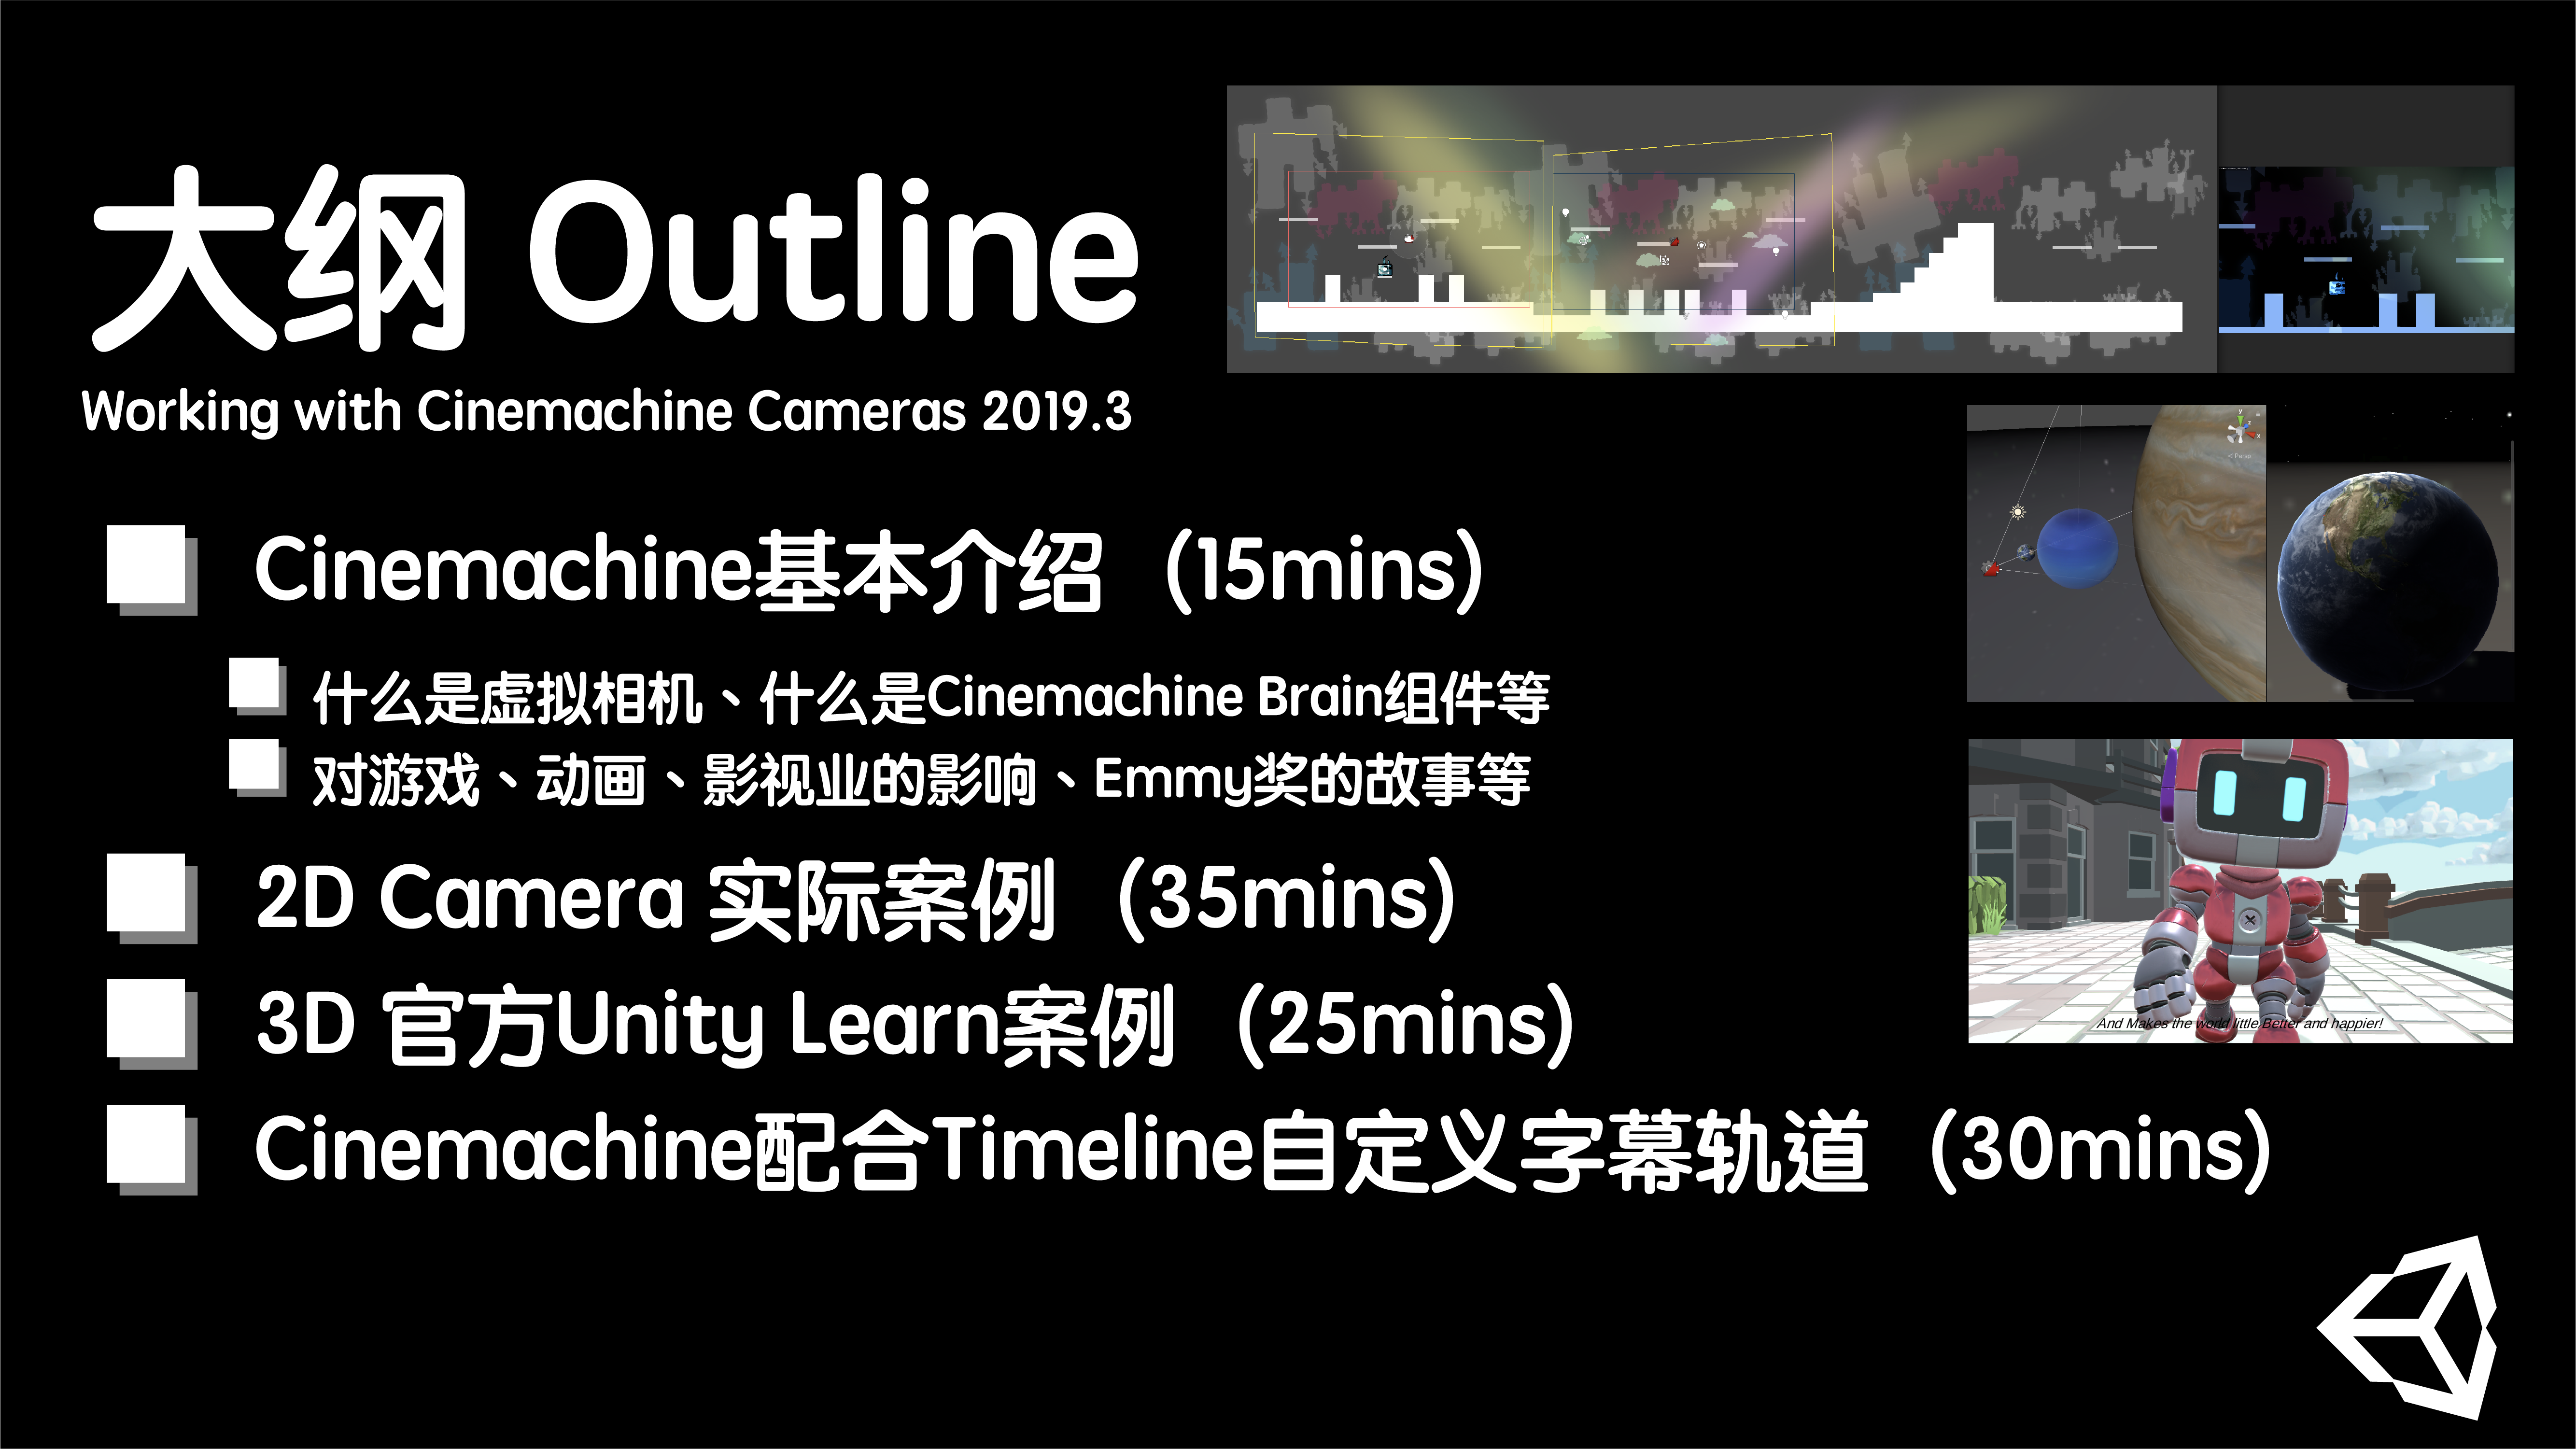 大纲 Outline
Working with Cinemachine Cameras 2019.3
Cinemachine基本介绍（15mins）
什么是虚拟相机、什么是Cinemachine Brain组件等
对游戏、动画、影视业的影响、Emmy奖的故事等
2D Camera 实际案例（35mins）
3D 官方Unity Learn案例（25mins）
Cinemachine配合Timeline自定义字幕轨道（30mins）
y
x
z
Persp
And Makes the world little Better and happier!